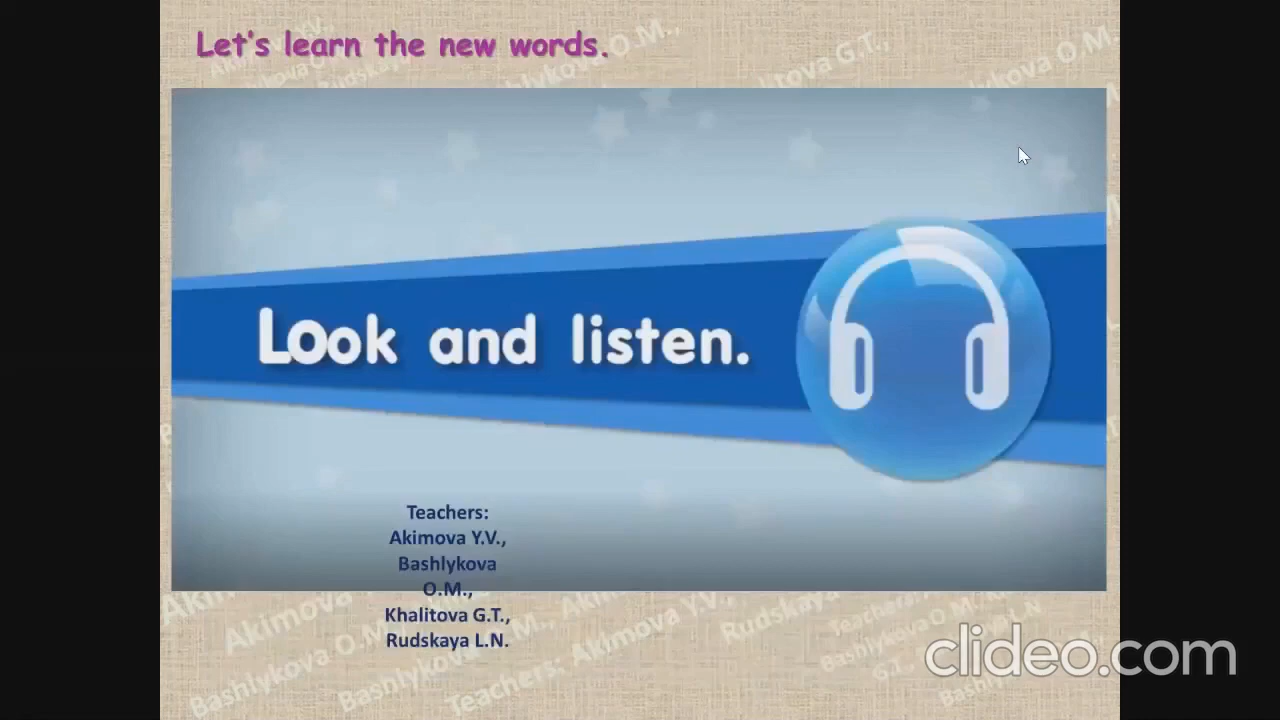 Let's learn the new words.
Look and listen.
Teachers:
Akimova Y.V.,
Bashlykova
O.M.,
Khalitova G.T.,
Rudskaya L.N.
clideo.com